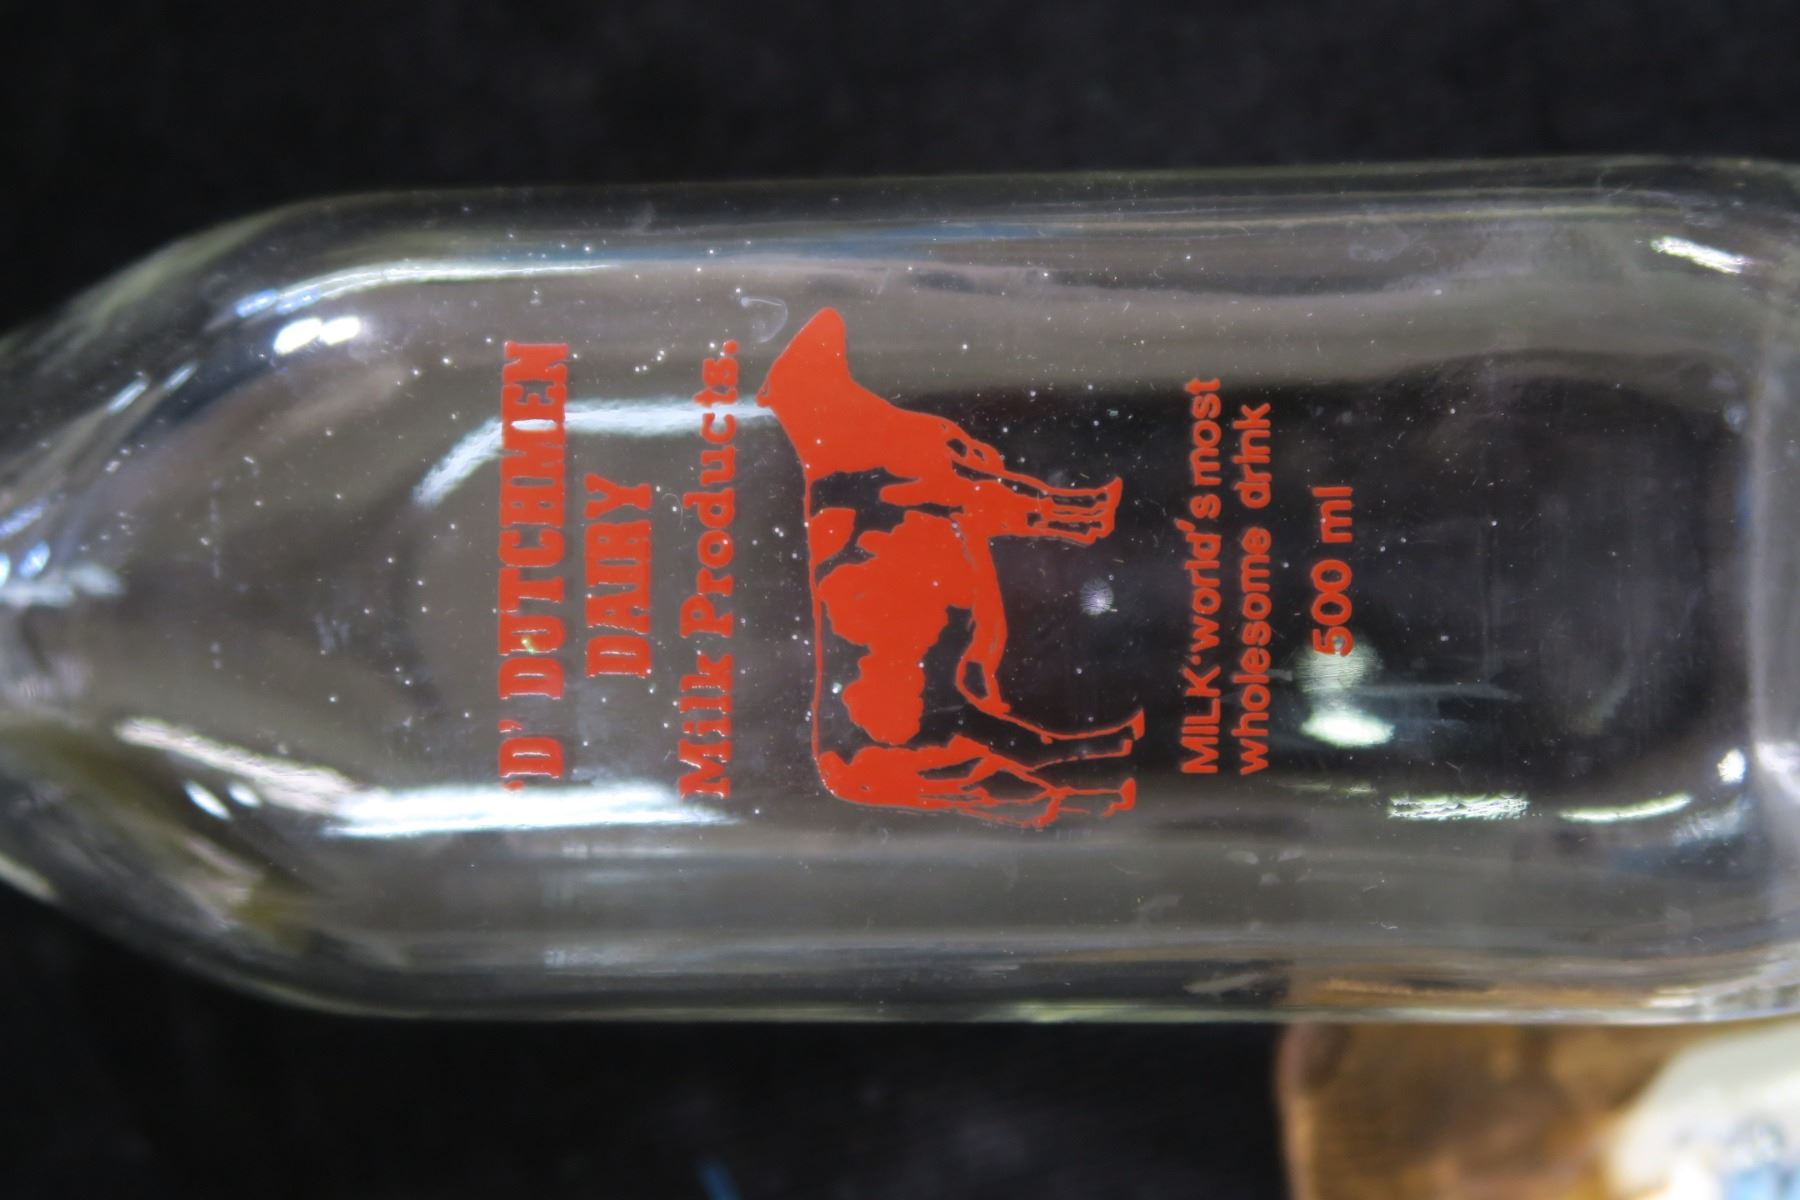 'D' DUTCHMEN
DAIRY
Milk Products.
MILK'world's most
wholesome drink
500 ml